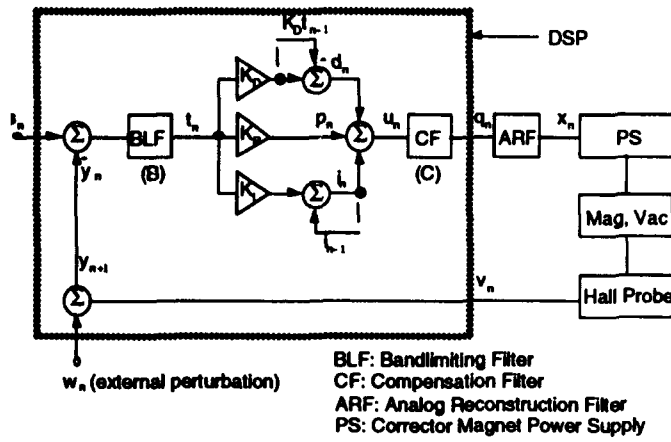 K_D t_{n-1}
DSP
K_D
d_n
s_n
BLF
t_n
K_P
p_n
u_n
CF
q_n
ARF
x_n
PS
(B)
(C)
y_n
K_I
i_n
Mag, Vac
i_{n-1}
y_{n+1}
v_n
Hall Probe
w_n (external perturbation)
BLF: Bandlimiting Filter
CF: Compensation Filter
ARF: Analog Reconstruction Filter
PS: Corrector Magnet Power Supply